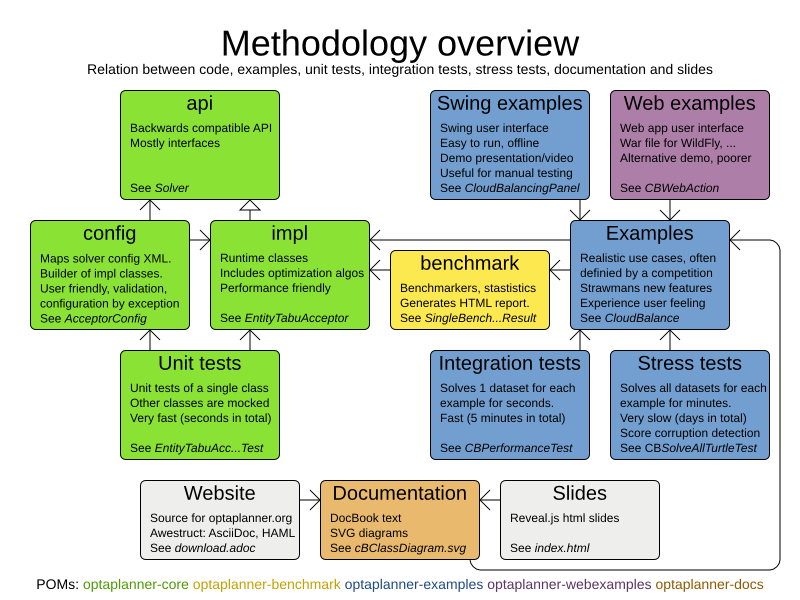 Methodology overview
Relation between code, examples, unit tests, integration tests, stress tests, documentation and slides
api
Backwards compatible API
Mostly interfaces
See Solver
Swing examples
Swing user interface
Easy to run, offline
Demo presentation/video
Useful for manual testing
See CloudBalancingPanel
Web examples
Web app user interface
War file for WildFly, ...
Alternative demo, poorer
See CBWebAction
config
Maps solver config XML.
Builder of impl classes.
User friendly, validation,
configuration by exception
See AcceptorConfig
impl
Runtime classes
Includes optimization algos
Performance friendly
See EntityTabuAcceptor
benchmark
Benchmarkers, stastistics
Generates HTML report.
See SingleBench...Result
Examples
Realistic use cases, often
definied by a competition
Strawmans new features
Experience user feeling
See CloudBalance
Unit tests
Unit tests of a single class
Other classes are mocked
Very fast (seconds in total)
See EntityTabuAcc...Test
Integration tests
Solves 1 dataset for each
example for seconds.
Fast (5 minutes in total)
See CBPerformanceTest
Stress tests
Solves all datasets for each
example for minutes.
Very slow (days in total)
Score corruption detection
See CBSolveAllTurtleTest
Website
Source for optaplanner.org
Awestruct: AsciiDoc, HAML
See download.adoc
Documentation
DocBook text
SVG diagrams
See cBClassDiagram.svg
Slides
Reveal.js html slides
See index.html
POMs: optaplanner-core optaplanner-benchmark optaplanner-examples optaplanner-webexamples optaplanner-docs